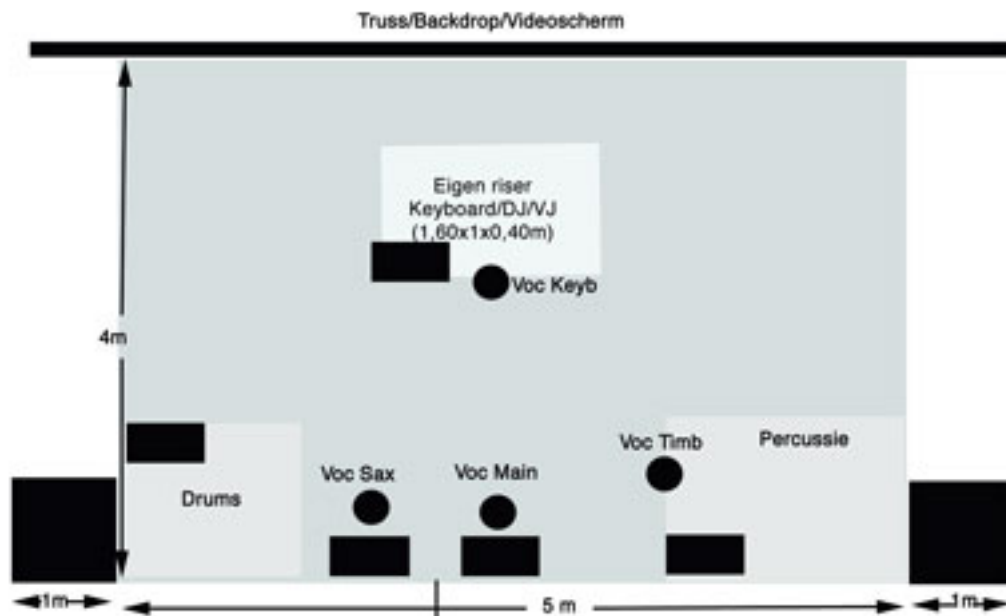 Truss/Backdrop/Videoscherm
Eigen riser
Keyboard/DJ/VJ
(1,60x1x0,40m)
Voc Keyb
4m
Voc Timb
Percussie
Voc Sax
Voc Main
Drums
1m
5 m
1m